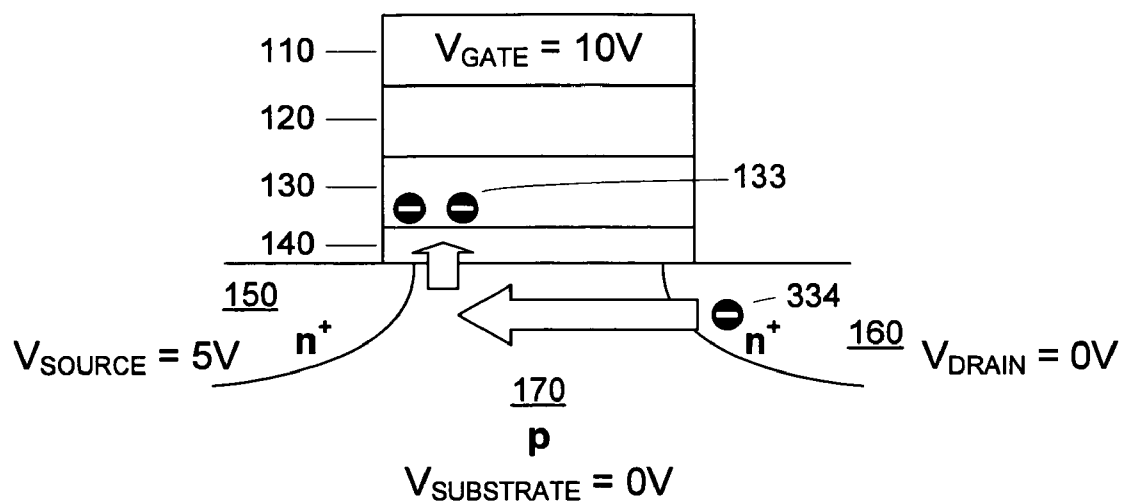 110
V_GATE = 10V
120
130
133
140
150
n⁺
V_SOURCE = 5V
334
n⁺
160
V_DRAIN = 0V
170
p
V_SUBSTRATE = 0V